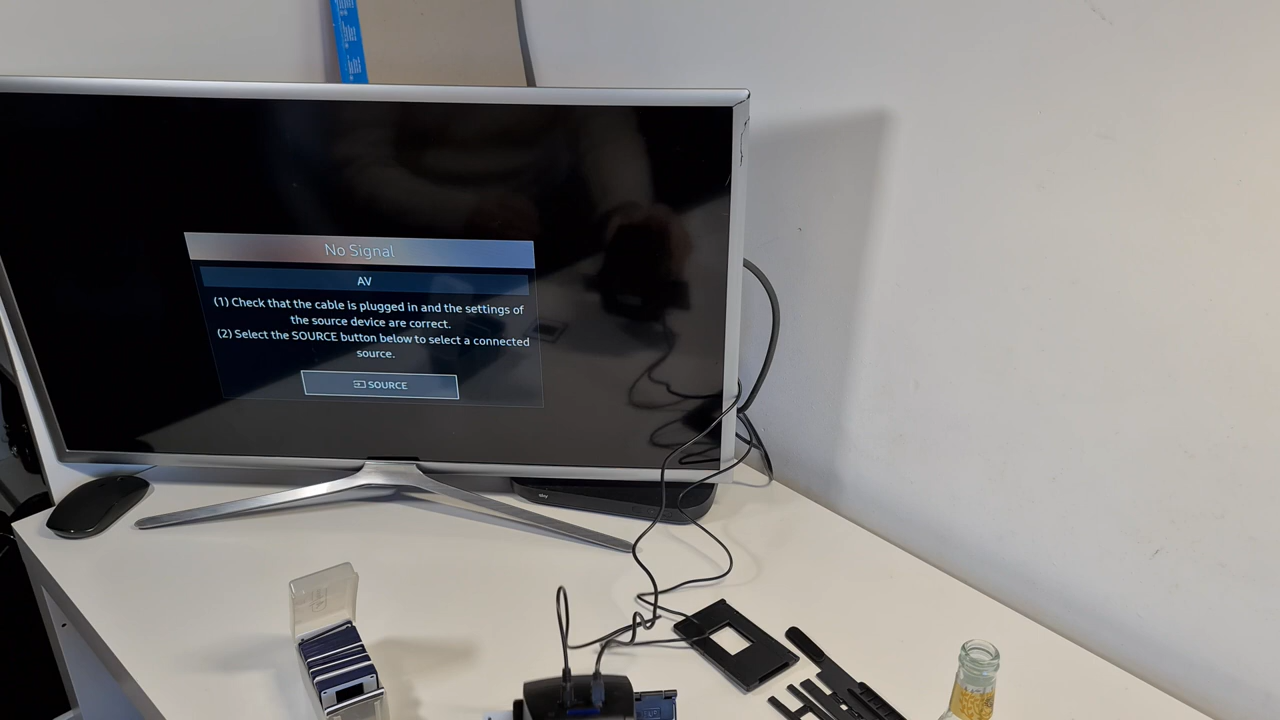 No Signal
AV
(1) Check that the cable is plugged in and the settings of
the source device are correct.
(2) Select the SOURCE button below to select a connected
source.
SOURCE
sky